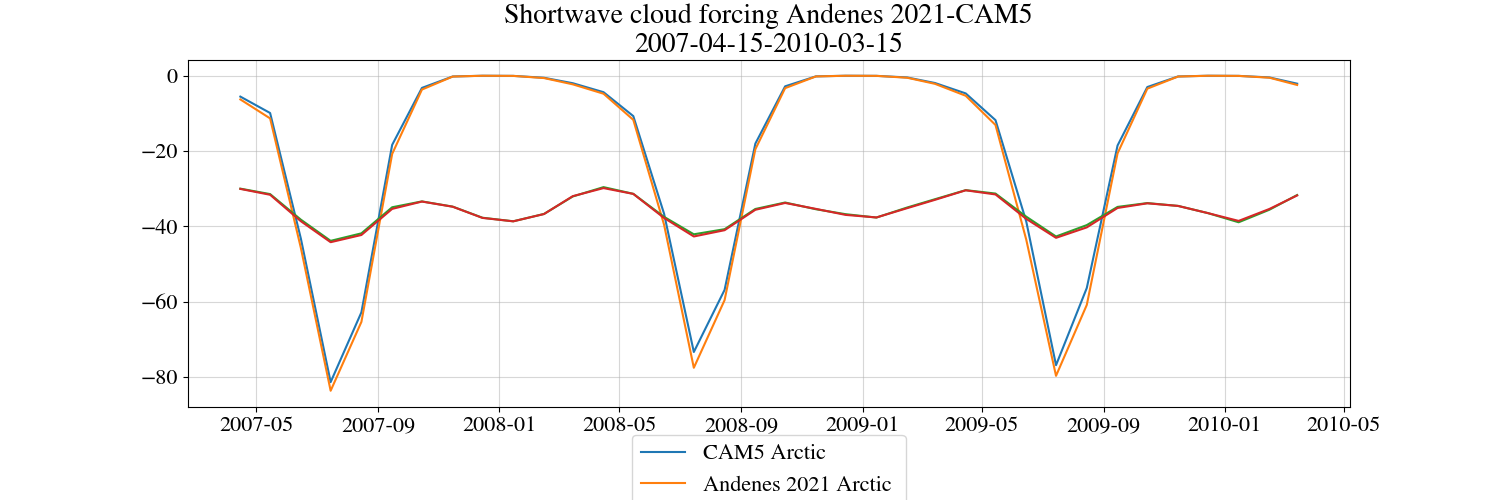 Shortwave cloud forcing Andenes 2021-CAM5
2007-04-15-2010-03-15
0
−20
−40
−60
−80
2007-05 2007-09 2008-01 2008-05 2008-09 2009-01 2009-05 2009-09 2010-01 2010-05
CAM5 Arctic
Andenes 2021 Arctic